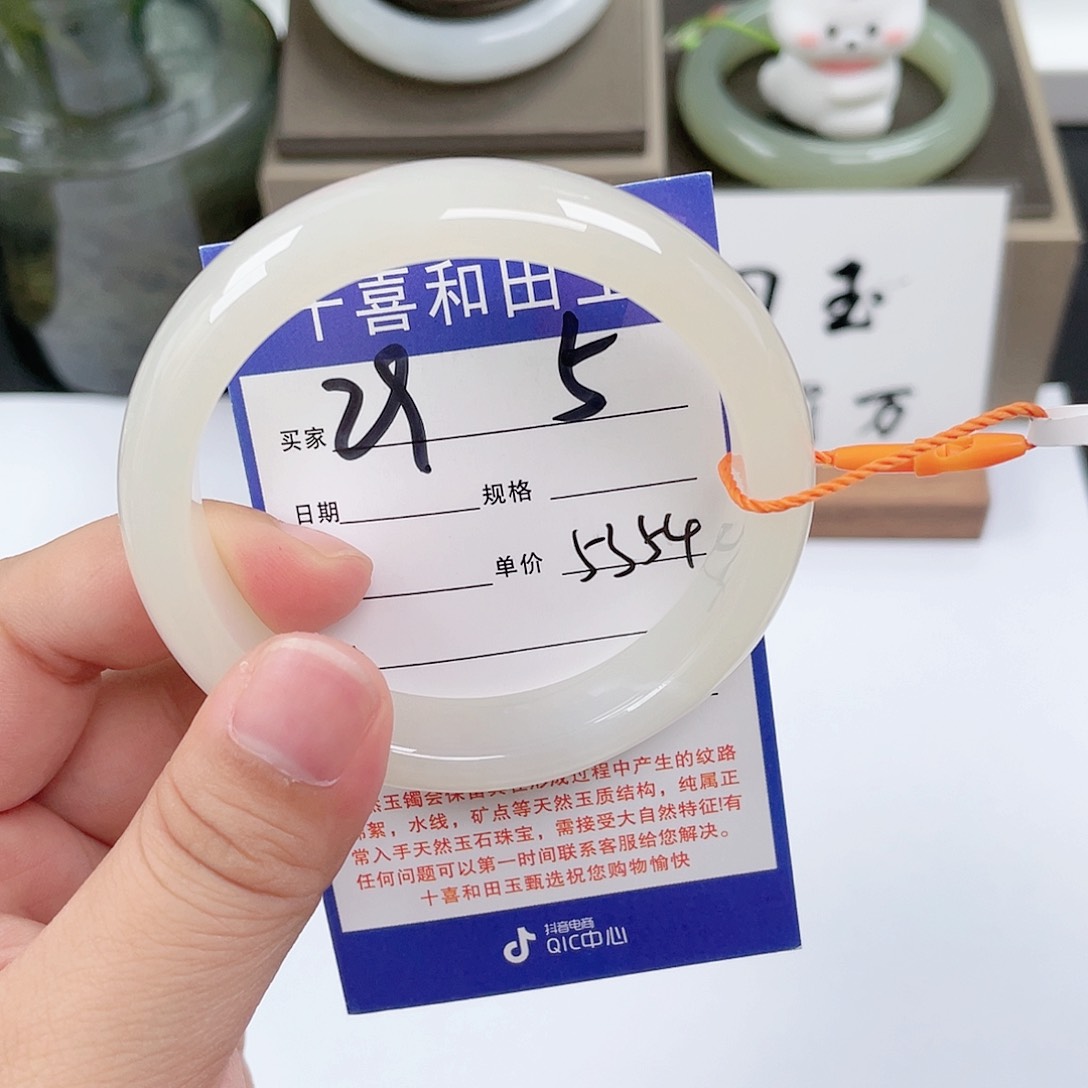 玉
万
十喜和田玉
买家 28 5
日期 规格
单价 5354
然玉镯会保留其在形成过程中产生的纹路
棉絮，水线，矿点等天然玉质结构，纯属正
常入手天然玉石珠宝，需接受大自然特征!有
任何问题可以第一时间联系客服给您解决。
十喜和田玉甄选祝您购物愉快
抖音电商
QIC中心